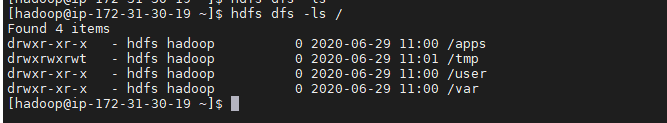 hdfs dfs -ls
[hadoop@ip-172-31-30-19 ~]$ hdfs dfs -ls /
Found 4 items
drwxr-xr-x   - hdfs hadoop          0 2020-06-29 11:00 /apps
drwxrwxrwt   - hdfs hadoop          0 2020-06-29 11:01 /tmp
drwxr-xr-x   - hdfs hadoop          0 2020-06-29 11:00 /user
drwxr-xr-x   - hdfs hadoop          0 2020-06-29 11:00 /var
[hadoop@ip-172-31-30-19 ~]$